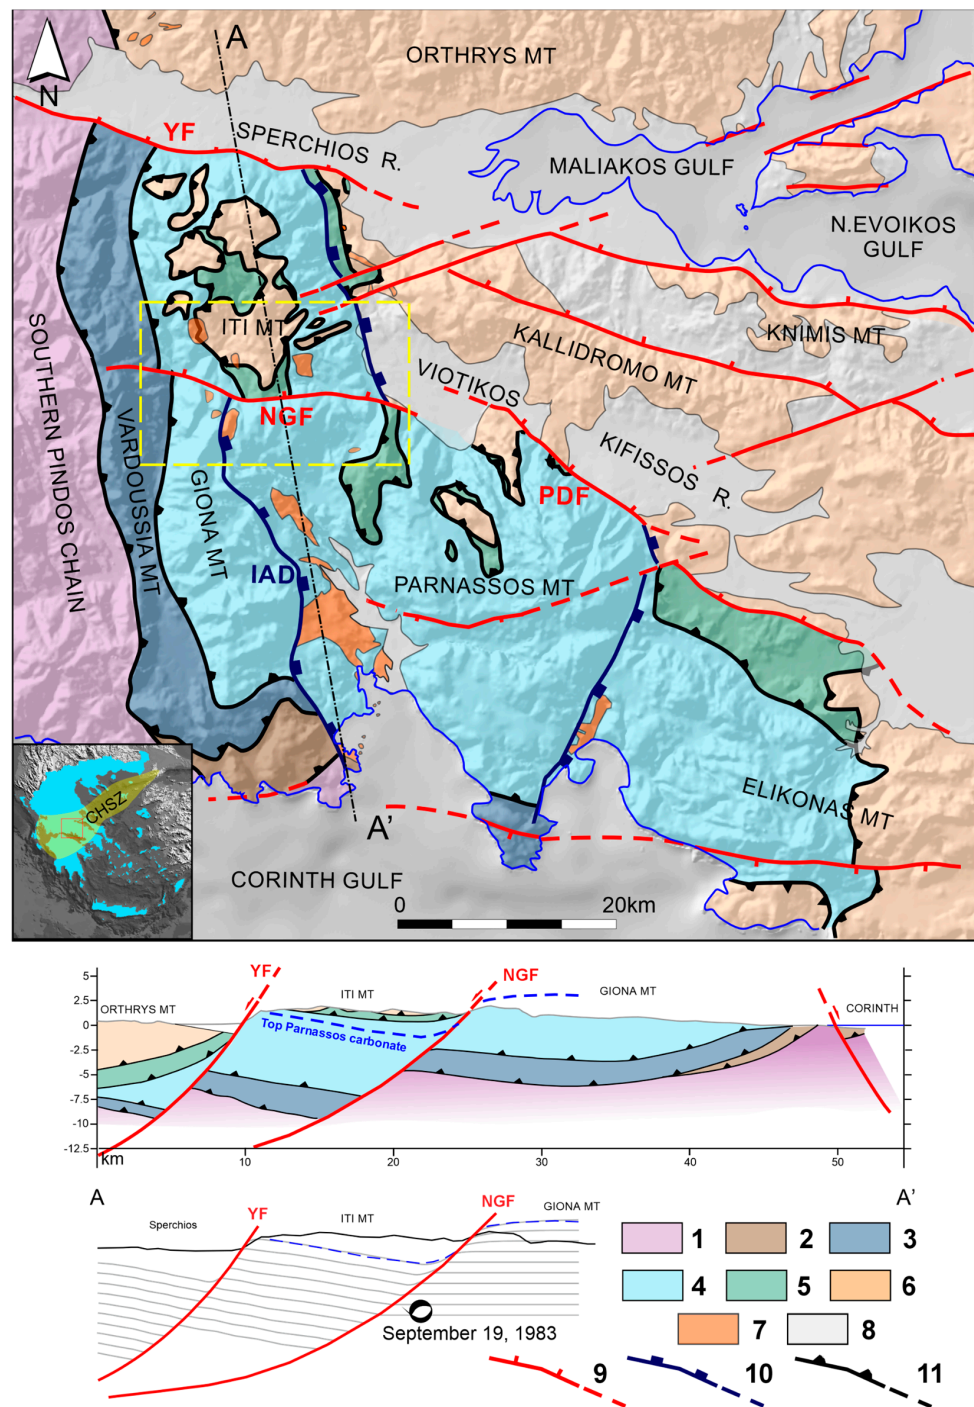 A
ORTHRYS MT
N
YF
SPERCHIOS R.
MALIAKOS GULF
N.EVOIKOS
GULF
ITI MT
KNIMIS MT
KALLIDROMO MT
VIOTIKOS
NGF
SOUTHERN PINDOS CHAIN
VARDOUSSIA MT
GIONA MT
KIFISSOS R.
PDF
IAD
PARNASSOS MT
CHSZ
ELIKONAS MT
A'
CORINTH GULF
0 20km
YF
NGF
ORTHRYS MT
ITI MT
GIONA MT
CORINTH
Top Parnassos carbonate
5
2.5
0
-2.5
-5
-7.5
-10
-12.5
km 10 20 30 40 50
A A'
YF
NGF
GIONA MT
Sperchios
ITI MT
September 19, 1983
1 2 3
4 5 6
7 8
9 10 11